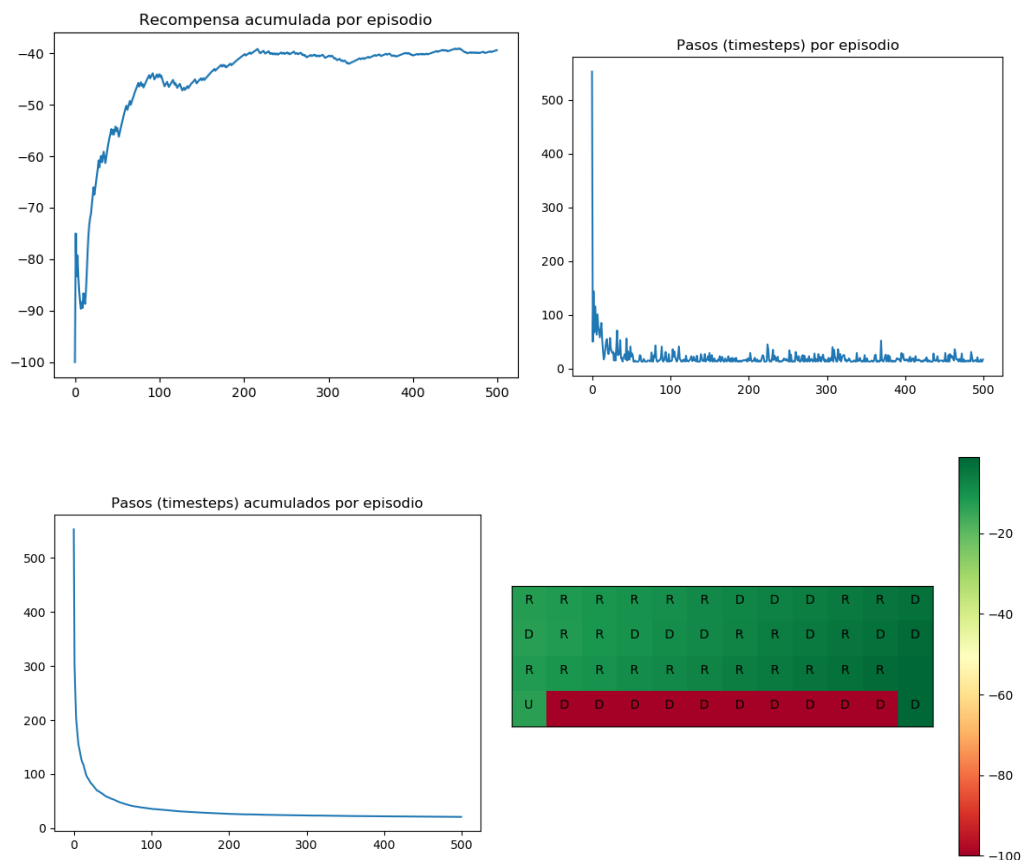 Recompensa acumulada por episodio
−40
−50
−60
−70
−80
−90
−100
0 100 200 300 400 500
Pasos (timesteps) por episodio
500
400
300
200
100
0
0 100 200 300 400 500
Pasos (timesteps) acumulados por episodio
500
400
300
200
100
0
0 100 200 300 400 500
R R R R R R D D D R R D
D R R D D D R R D R D D
R R R R R R R R R R R
U D D D D D D D D D D D
−20
−40
−60
−80
−100